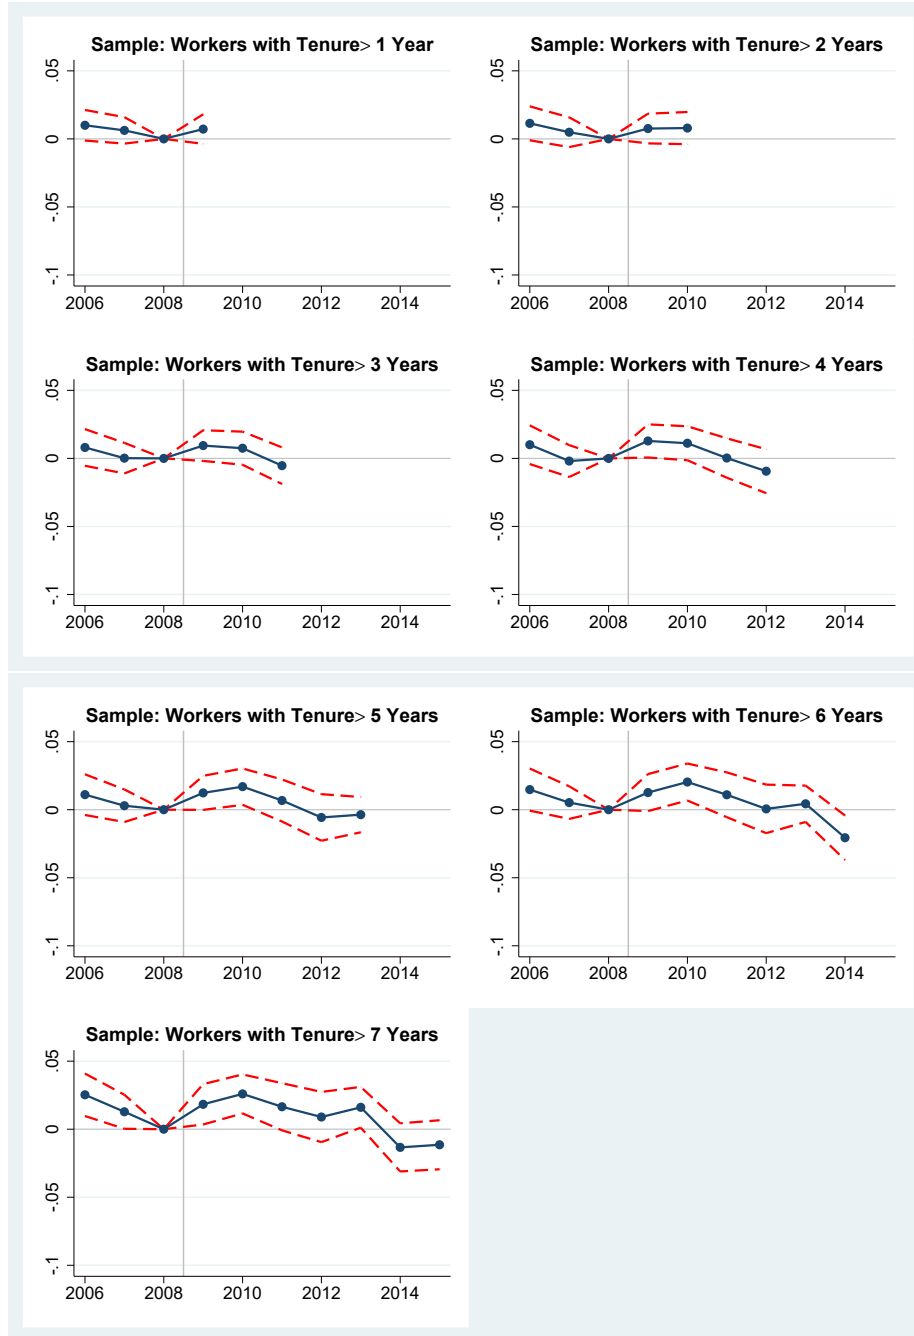 Sample: Workers with Tenure> 1 Year
.05
0
-.05
-.1
2006 2008 2010 2012 2014
Sample: Workers with Tenure> 2 Years
.05
0
-.05
-.1
2006 2008 2010 2012 2014
Sample: Workers with Tenure> 3 Years
.05
0
-.05
-.1
2006 2008 2010 2012 2014
Sample: Workers with Tenure> 4 Years
.05
0
-.05
-.1
2006 2008 2010 2012 2014
Sample: Workers with Tenure> 5 Years
.05
0
-.05
-.1
2006 2008 2010 2012 2014
Sample: Workers with Tenure> 6 Years
.05
0
-.05
-.1
2006 2008 2010 2012 2014
Sample: Workers with Tenure> 7 Years
.05
0
-.05
-.1
2006 2008 2010 2012 2014